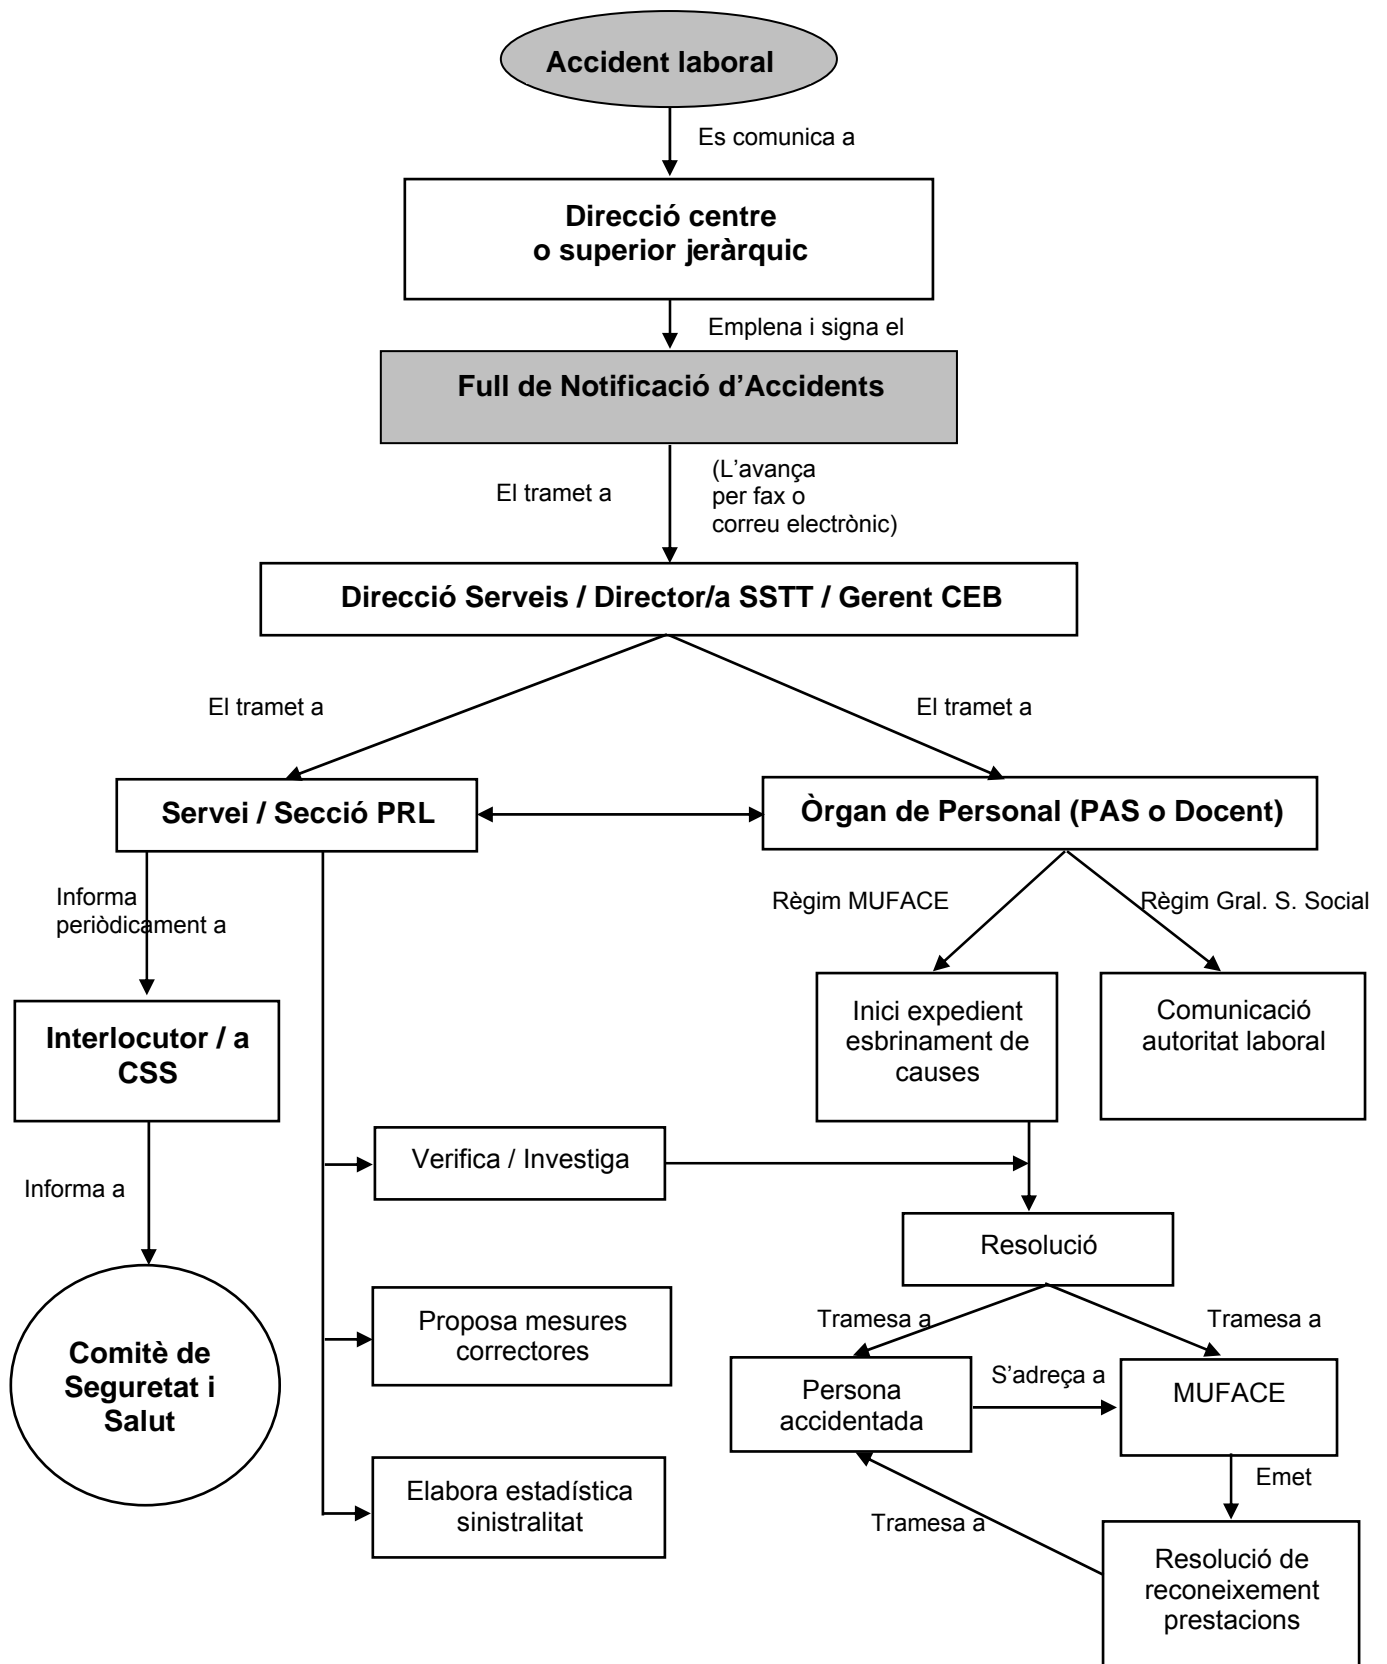 Accident laboral
Es comunica a
Direcció centre
o superior jeràrquic
Emplena i signa el
Full de Notificació d’Accidents
El tramet a
(L’avança
per fax o
correu electrònic)
Direcció Serveis / Director/a SSTT / Gerent CEB
El tramet a
El tramet a
Servei / Secció PRL
Òrgan de Personal (PAS o Docent)
Informa
periòdicament a
Règim MUFACE
Règim Gral. S. Social
Interlocutor / a
CSS
Inici expedient
esbrinament de
causes
Comunicació
autoritat laboral
Verifica / Investiga
Informa a
Resolució
Proposa mesures
correctores
Tramesa a
Tramesa a
Comitè de
Seguretat i
Salut
Persona
accidentada
S’adreça a
MUFACE
Emet
Elabora estadística
sinistralitat
Tramesa a
Resolució de
reconeixement
prestacions